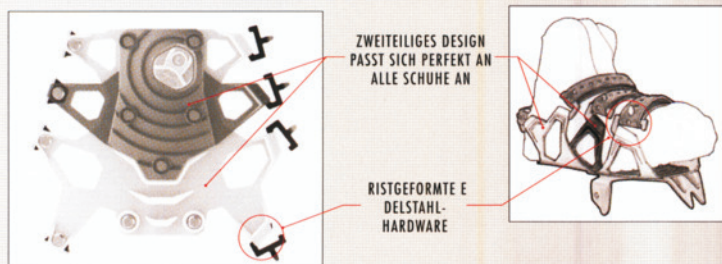 ZWEITEILIGES DESIGN
PASST SICH PERFEKT AN
ALLE SCHUHE AN
RISTGEFORMTE E
DELSTAHL-
HARDWARE